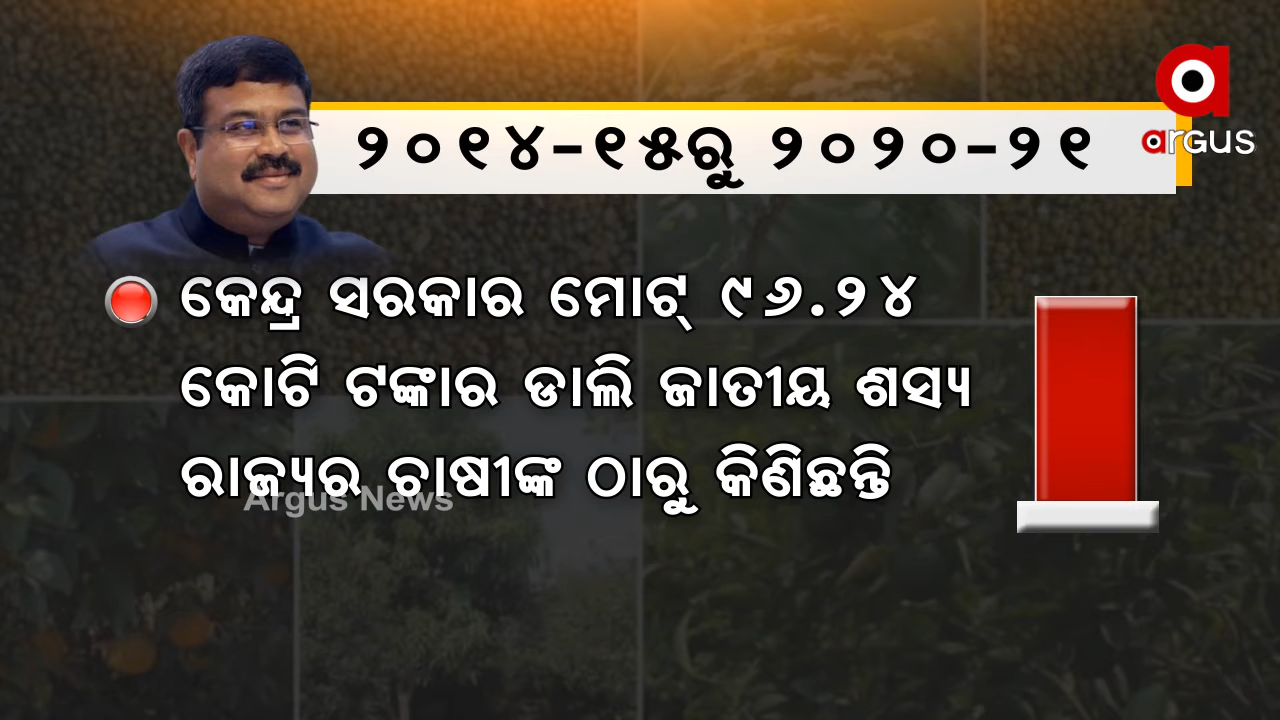 argus
୨୦୧୪-୧୫ରୁ ୨୦୨୦-୨୧
କେନ୍ଦ୍ର ସରକାର ମୋଟ୍ ୯୬.୨୪
କୋଟି ଟଙ୍କାର ଡାଲି ଜାତୀୟ ଶସ୍ୟ
ରାଜ୍ୟର ଚାଷୀଙ୍କ ଠାରୁ କିଣିଛନ୍ତି
Argus News